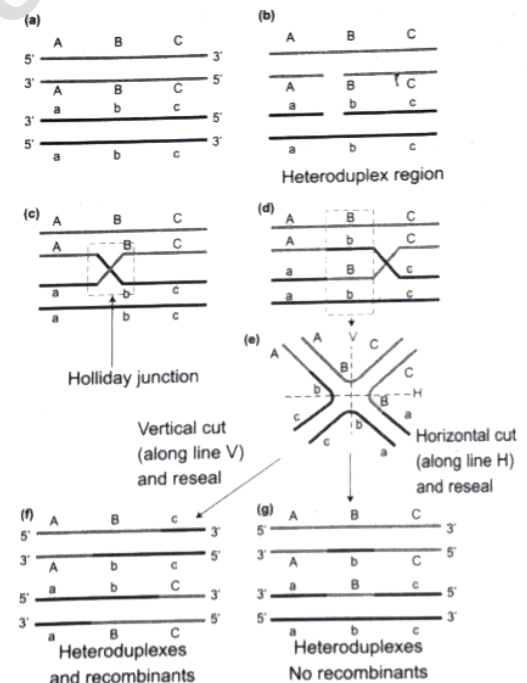 (a)
A B C
5' 3'
3' 5'
A B C
a b c
3' 5'
5' 3'
a b c
(b)
A B C
A B C
a b c
a b c
Heteroduplex region
(c)
A B C
A B C
a b c
a b c
Holliday junction
(d)
A B C
A b C
a B c
a b c
(e)
V
A A C
B C
b H
B
c b a
c a
Vertical cut
(along line V)
and reseal
Horizontal cut
(along line H)
and reseal
(f)
A B c
5' 3'
3' 5'
A b c
a b C
5' 3'
3' 5'
a B C
Heteroduplexes
and recombinants
(g)
A B C
5' 3'
3' 5'
A b C
a B c
3' 5'
5' 3'
a b c
Heteroduplexes
No recombinants